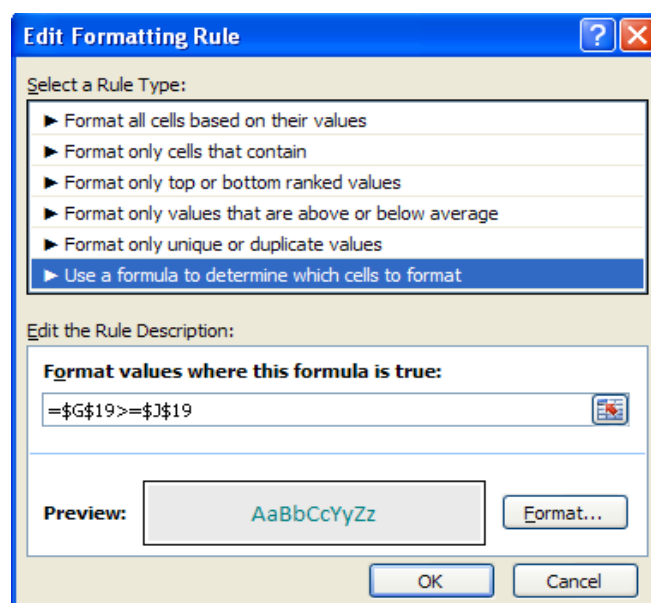 Edit Formatting Rule
?
Select a Rule Type:
► Format all cells based on their values
► Format only cells that contain
► Format only top or bottom ranked values
► Format only values that are above or below average
► Format only unique or duplicate values
► Use a formula to determine which cells to format
Edit the Rule Description:
Format values where this formula is true:
=$G$19>=$J$19
Preview: AaBbCcYyZz Format...
OK Cancel